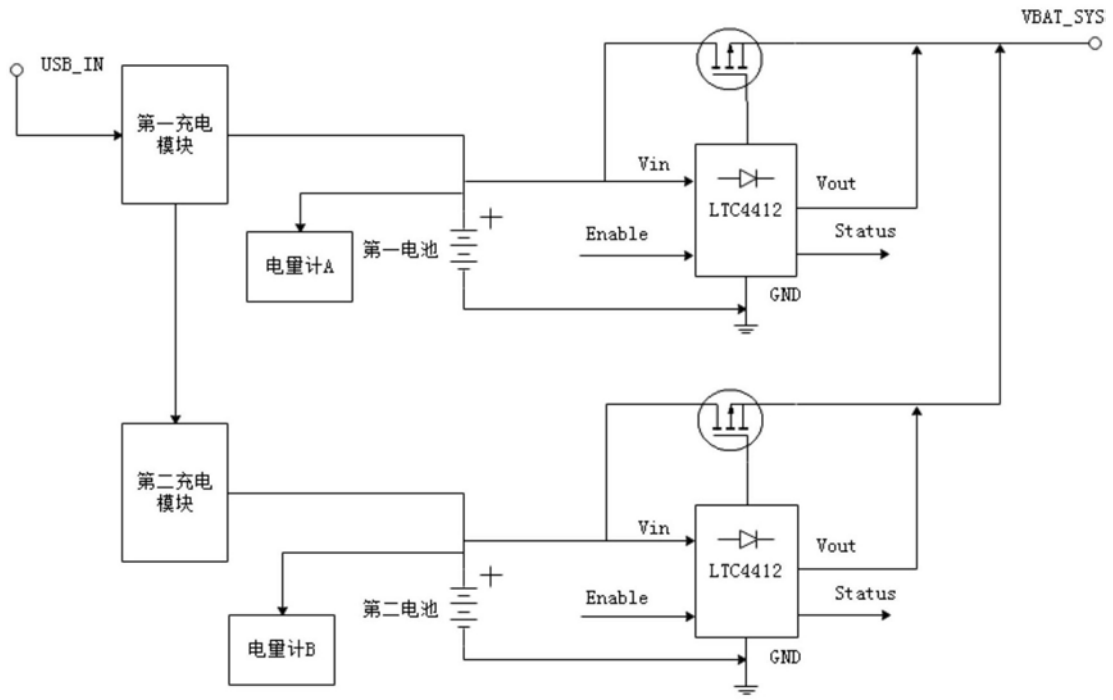 VBAT_SYS
USB_IN
第一充电
模块
Vin
LTC4412
Vout
Enable
Status
电量计A
第一电池
+
GND
第二充电
模块
Vin
LTC4412
Vout
Enable
Status
电量计B
第二电池
+
GND